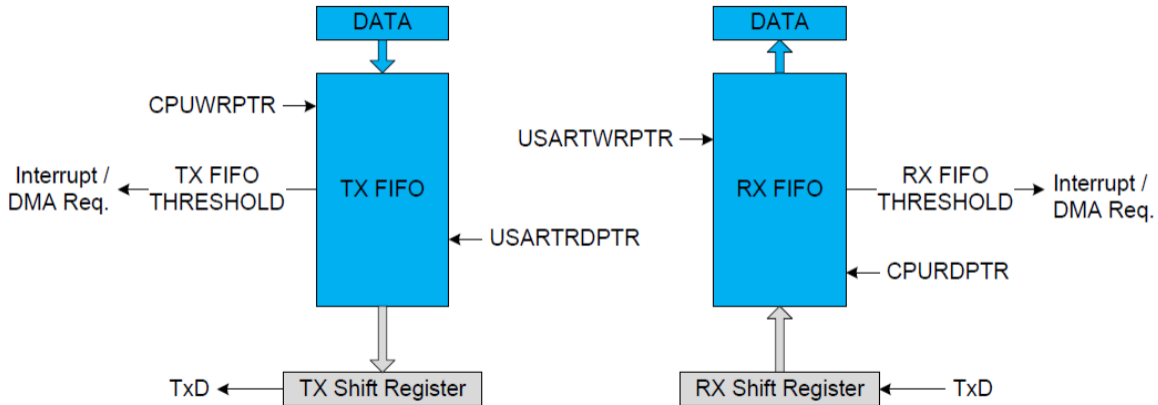 DATA
CPUWRPTR
TX FIFO
Interrupt /
DMA Req.
TX FIFO
THRESHOLD
USARTRDPTR
TxD
TX Shift Register
DATA
USARTWRPTR
RX FIFO
RX FIFO
THRESHOLD
Interrupt /
DMA Req.
CPURDPTR
RX Shift Register
TxD